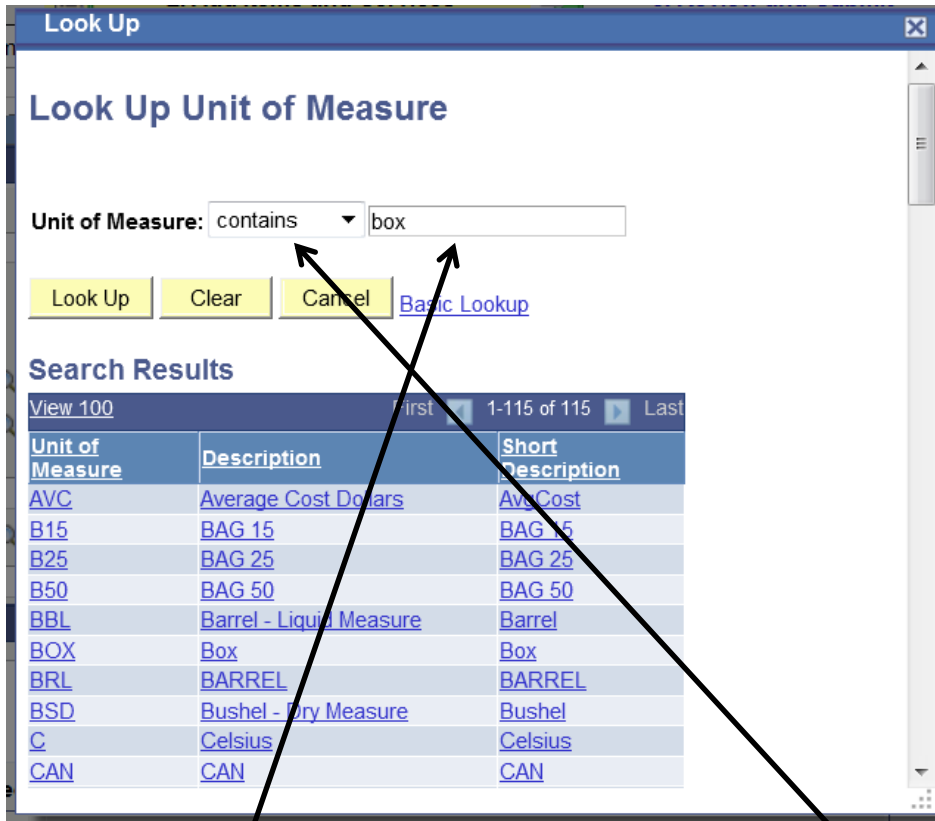 Look Up
Look Up Unit of Measure
Unit of Measure: contains box
Look Up Clear Cancel Basic Lookup
Search Results
View 100 First 1-115 of 115 Last
Unit of Measure Description Short Description
AVC Average Cost Dollars AvgCost
B15 BAG 15 BAG 15
B25 BAG 25 BAG 25
B50 BAG 50 BAG 50
BBL Barrel - Liquid Measure Barrel
BOX Box Box
BRL BARREL BARREL
BSD Bushel - Dry Measure Bushel
C Celsius Celsius
CAN CAN CAN